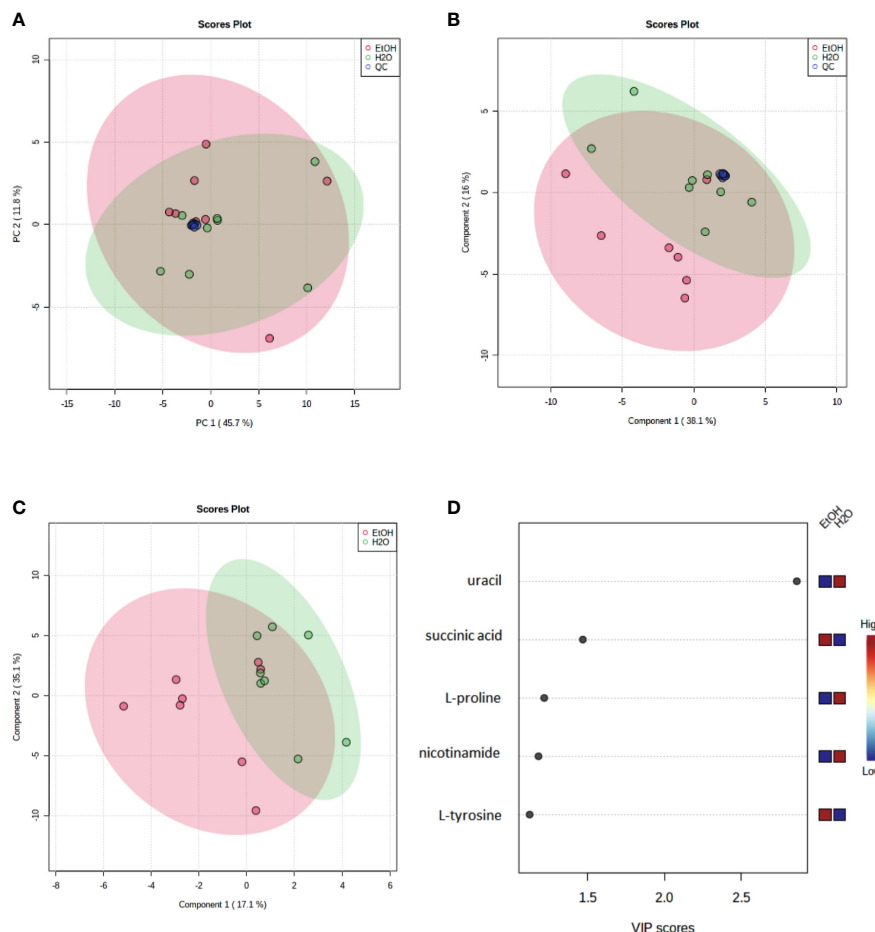 A
Scores Plot
EtOH
H2O
QC
10
5
0
-5
PC 2 ( 11.8 %)
-15
-10
-5
0
5
10
15
PC 1 ( 45.7 %)
B
Scores Plot
EtOH
H2O
QC
5
0
-5
-10
Component 2 ( 16 %)
-10
-5
0
5
10
Component 1 ( 38.1 %)
C
Scores Plot
EtOH
H2O
10
5
0
-5
-10
Component 2 ( 35.1 %)
-8
-6
-4
-2
0
2
4
6
Component 1 ( 17.1 %)
D
EtOH
H2O
uracil
succinic acid
L-proline
nicotinamide
L-tyrosine
Hig
Low
1.5
2.0
2.5
VIP scores